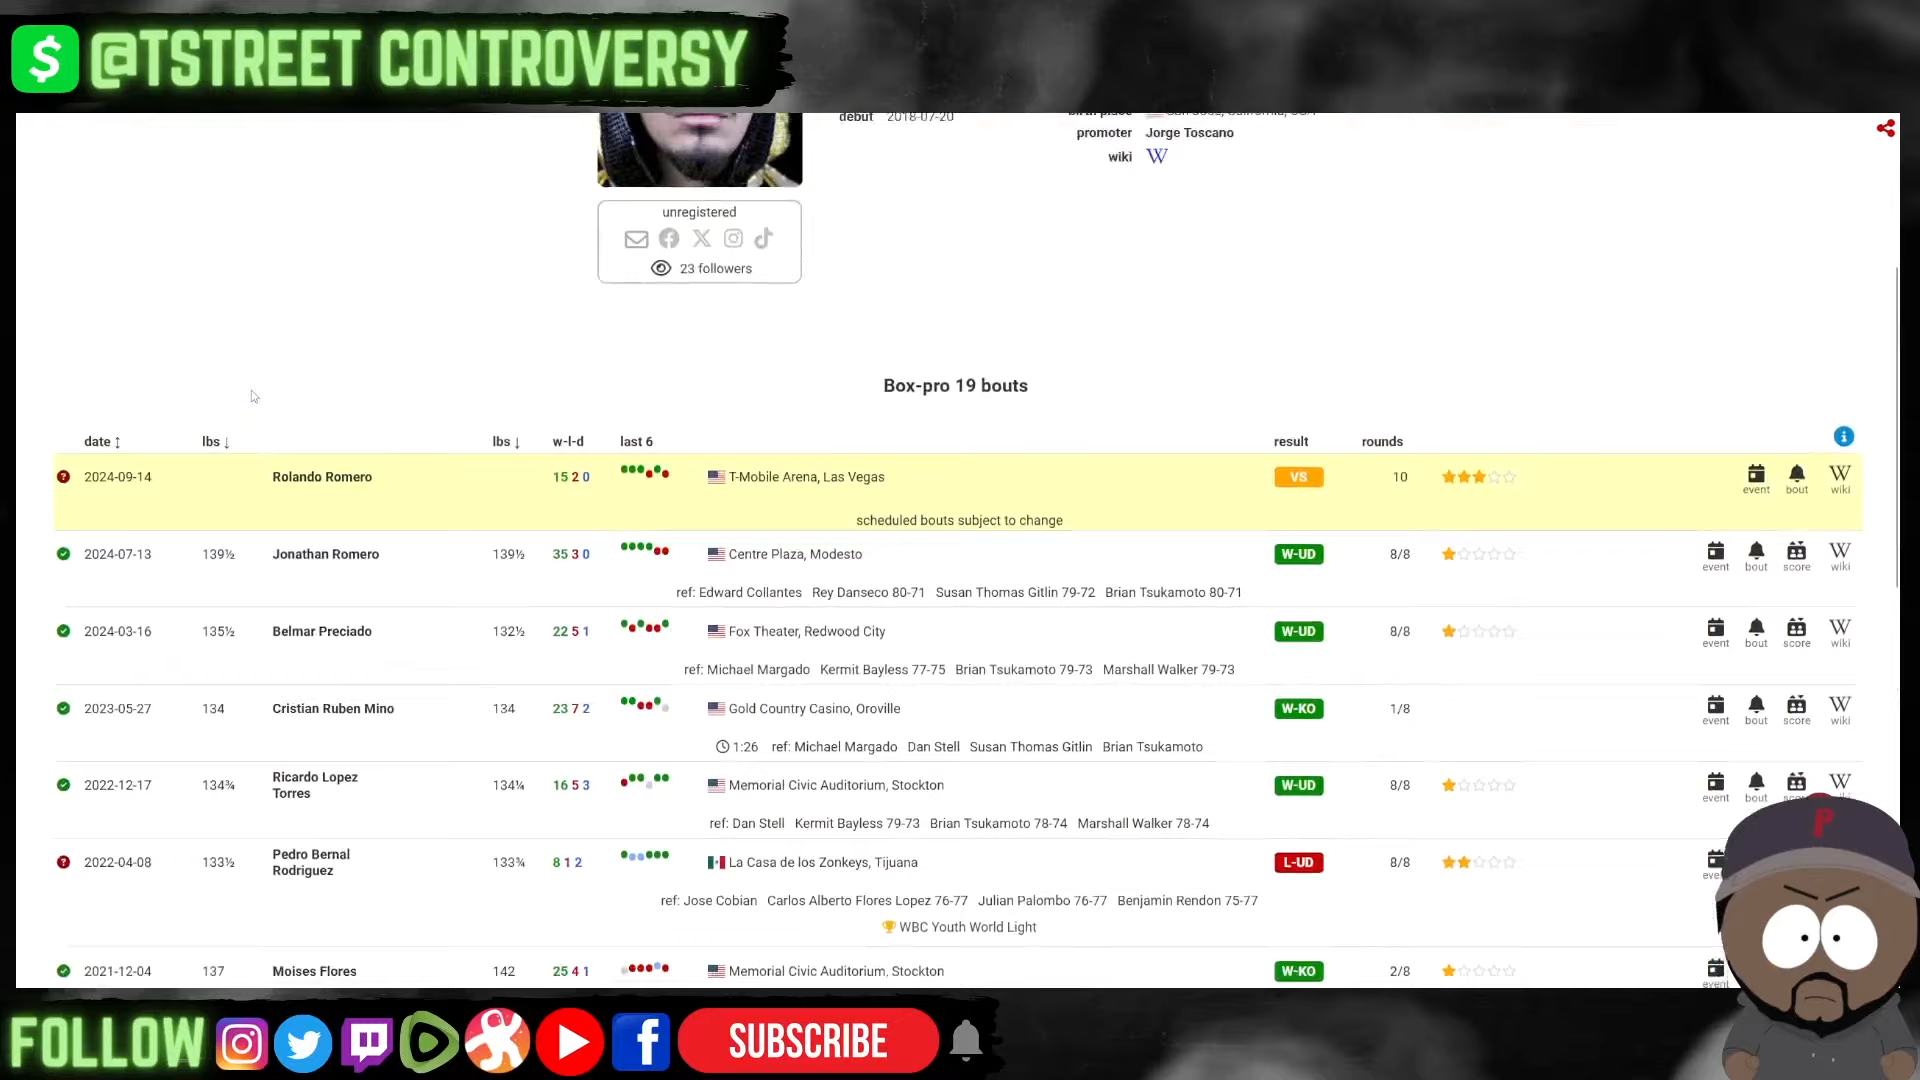 $ @TSTREET CONTROVERSY
debut 2018-07-20
birth place San Jose, California, USA
promoter Jorge Toscano
wiki W
unregistered
23 followers
Box-pro 19 bouts
date lbs lbs w-l-d last 6 result rounds
2024-09-14 Rolando Romero 15 2 0 T-Mobile Arena, Las Vegas VS 10 event bout wiki
scheduled bouts subject to change
2024-07-13 139½ Jonathan Romero 139½ 35 3 0 Centre Plaza, Modesto W-UD 8/8 event bout score wiki
ref: Edward Collantes Rey Danseco 80-71 Susan Thomas Gitlin 79-72 Brian Tsukamoto 80-71
2024-03-16 135½ Belmar Preciado 132½ 22 5 1 Fox Theater, Redwood City W-UD 8/8 event bout score wiki
ref: Michael Margado Kermit Bayless 77-75 Brian Tsukamoto 79-73 Marshall Walker 79-73
2023-05-27 134 Cristian Ruben Mino 134 23 7 2 Gold Country Casino, Oroville W-KO 1/8 event bout score wiki
1:26 ref: Michael Margado Dan Stell Susan Thomas Gitlin Brian Tsukamoto
2022-12-17 134¾ Ricardo Lopez Torres 134¼ 16 5 3 Memorial Civic Auditorium, Stockton W-UD 8/8 event bout
ref: Dan Stell Kermit Bayless 79-73 Brian Tsukamoto 78-74 Marshall Walker 78-74
2022-04-08 133½ Pedro Bernal Rodriguez 133¾ 8 1 2 La Casa de los Zonkeys, Tijuana L-UD 8/8
ref: Jose Cobian Carlos Alberto Flores Lopez 76-77 Julian Palombo 76-77 Benjamin Rendon 75-77
WBC Youth World Light
2021-12-04 137 Moises Flores 142 25 4 1 Memorial Civic Auditorium, Stockton W-KO 2/8
P
FOLLOW SUBSCRIBE